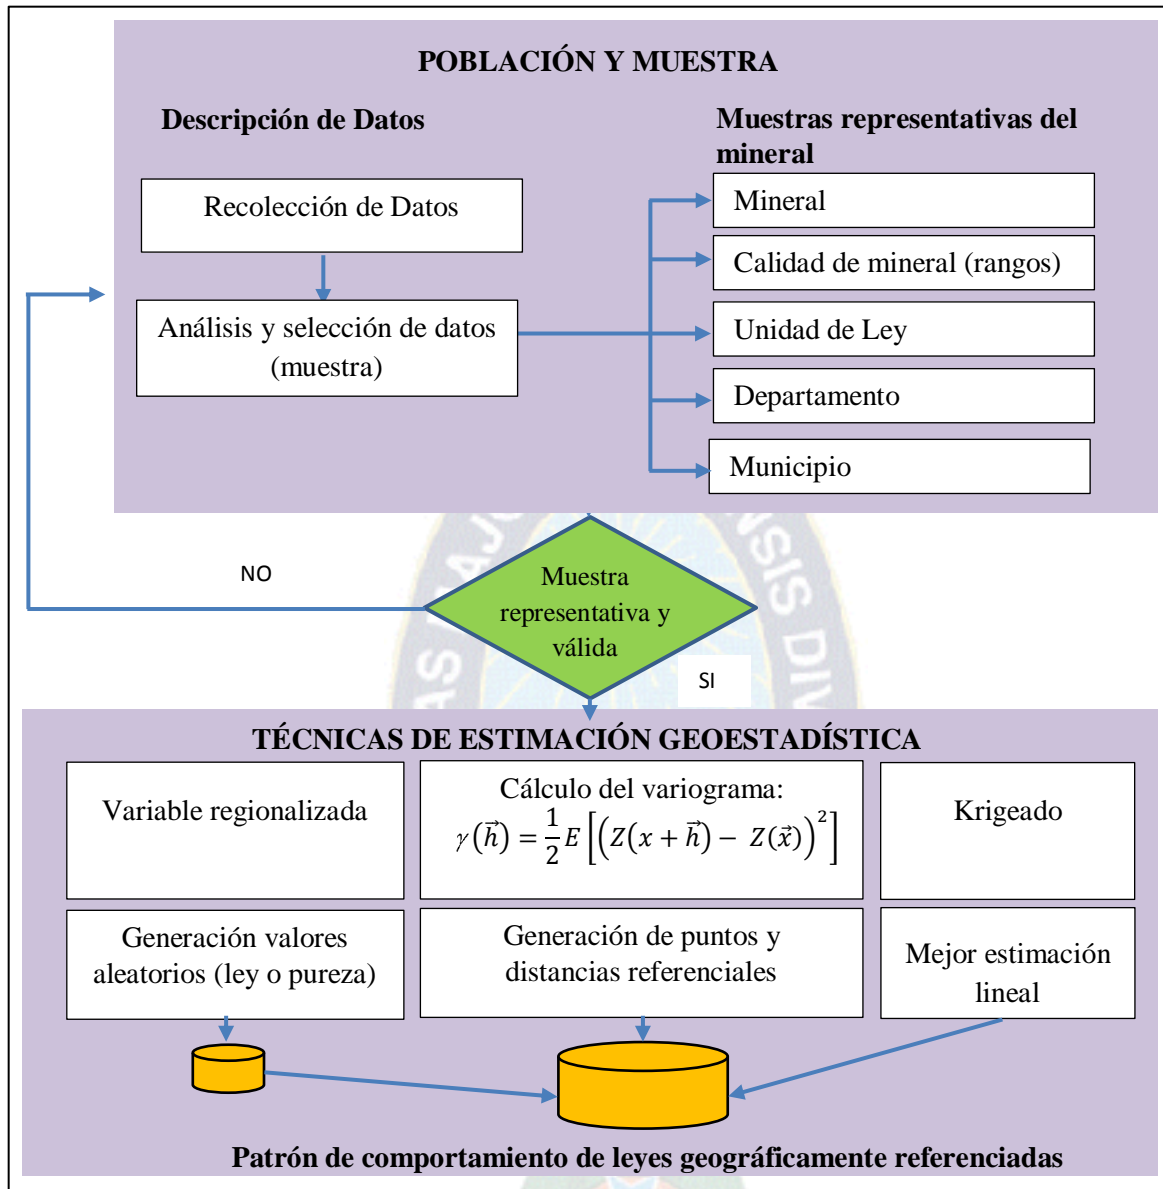 POBLACIÓN Y MUESTRA
Descripción de Datos
Muestras representativas del
mineral
Recolección de Datos
Análisis y selección de datos
(muestra)
Mineral
Calidad de mineral (rangos)
Unidad de Ley
Departamento
Municipio
NO
Muestra
representativa y
válida
SI
TÉCNICAS DE ESTIMACIÓN GEOESTADÍSTICA
Variable regionalizada
Cálculo del variograma:
𝛾(h⃗) = 1/2 E [(Z(x + h⃗) − Z(x⃗))²]
Krigeado
Generación valores
aleatorios (ley o pureza)
Generación de puntos y
distancias referenciales
Mejor estimación
lineal
Patrón de comportamiento de leyes geográficamente referenciadas